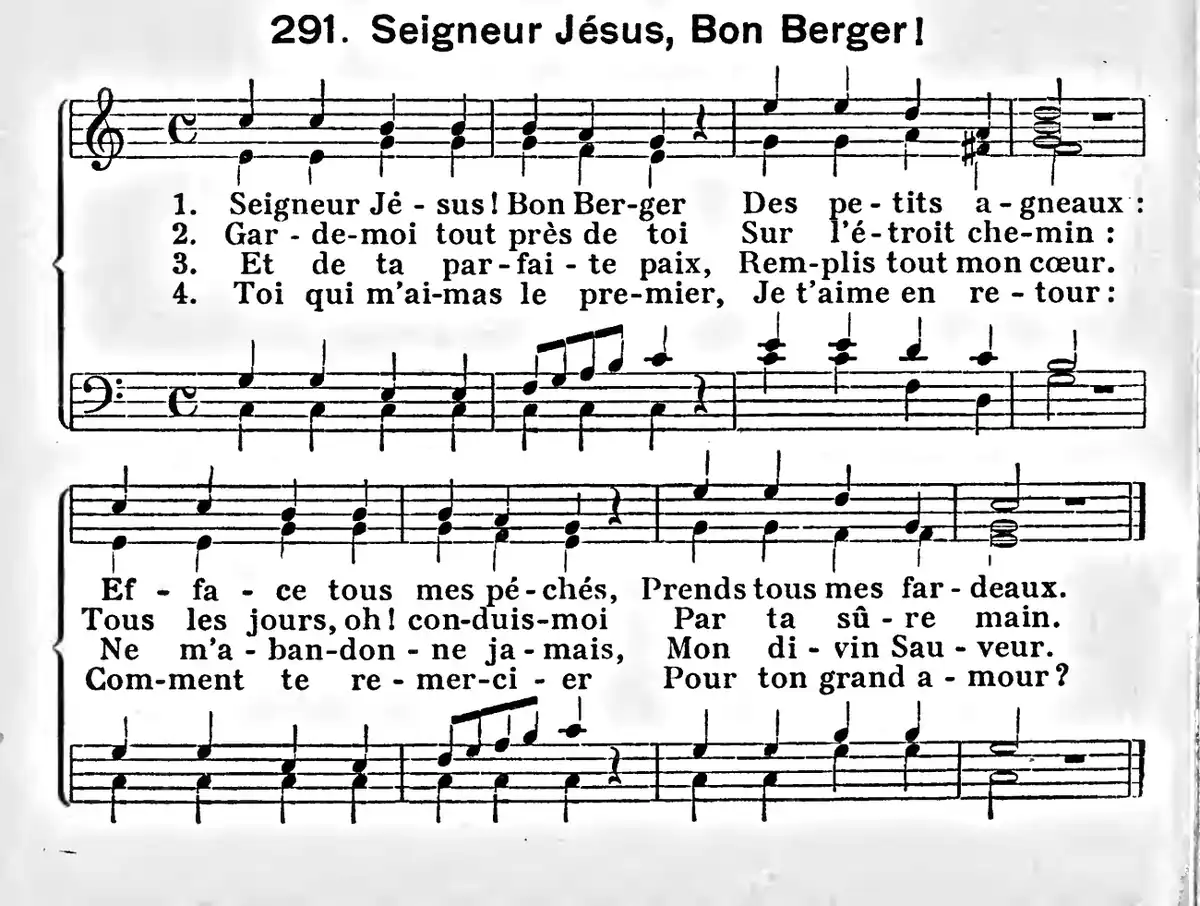 291. Seigneur Jésus, Bon Berger!
1. Seigneur Jé - sus! Bon Ber-ger Des pe - tits a - gneaux :
2. Gar - de-moi tout près de toi Sur l'é - troit che-min :
3. Et de ta par-fai - te paix, Rem-plis tout mon cœur.
4. Toi qui m'ai-mas le pre-mier, Je t'aime en re - tour :
Ef - fa - ce tous mes pé-chés, Prends tous mes far - deaux.
Tous les jours, oh! con-duis-moi Par ta sû - re main.
Ne m'a - ban-don - ne ja - mais, Mon di - vin Sau - veur.
Com-ment te re - mer-ci - er Pour ton grand a - mour?